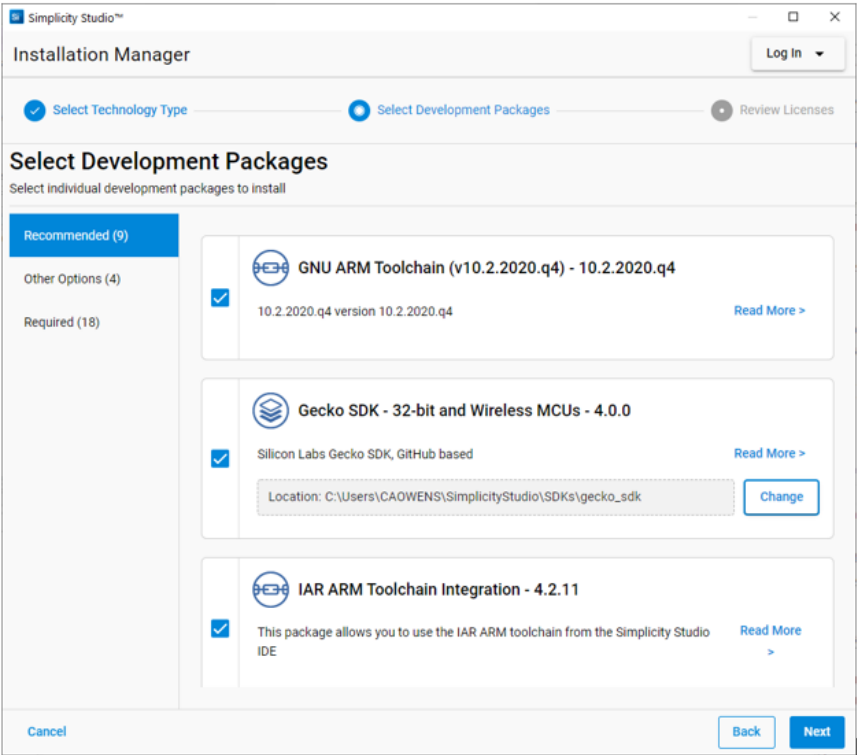 Simplicity Studio™
Installation Manager
Log In
Select Technology Type
Select Development Packages
Review Licenses
Select Development Packages
Select individual development packages to install
Recommended (9)
Other Options (4)
Required (18)
GNU ARM Toolchain (v10.2.2020.q4) - 10.2.2020.q4
10.2.2020.q4 version 10.2.2020.q4
Read More >
Gecko SDK - 32-bit and Wireless MCUs - 4.0.0
Silicon Labs Gecko SDK, GitHub based
Read More >
Location: C:\Users\CAOWENS\SimplicityStudio\SDKs\gecko_sdk
Change
IAR ARM Toolchain Integration - 4.2.11
This package allows you to use the IAR ARM toolchain from the Simplicity Studio
IDE
Read More
>
Cancel
Back
Next